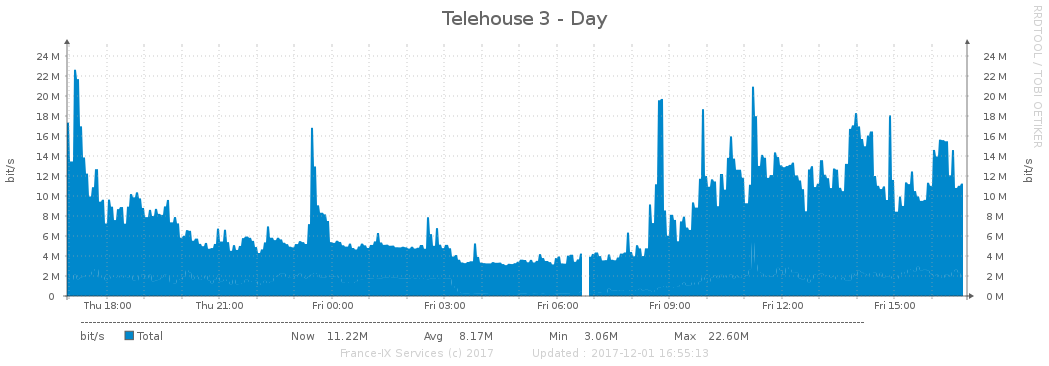 Telehouse 3 - Day
RRDTOOL / TOBI OETIKER
bit/s
24 M 24 M
22 M 22 M
20 M 20 M
18 M 18 M
16 M 16 M
14 M 14 M
12 M 12 M
10 M 10 M
8 M 8 M
6 M 6 M
4 M 4 M
2 M 2 M
0 0 M
bit/s
Thu 18:00 Thu 21:00 Fri 00:00 Fri 03:00 Fri 06:00 Fri 09:00 Fri 12:00 Fri 15:00
bit/s Total Now 11.22M Avg 8.17M Min 3.06M Max 22.60M
France-IX Services (c) 2017 Updated : 2017-12-01 16:55:13